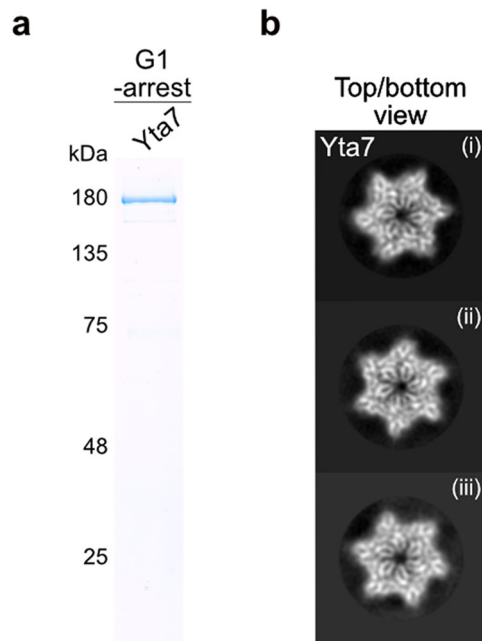 a
G1
-arrest
Yta7
kDa
180
135
75
48
25
b
Top/bottom
view
Yta7 (i)
(ii)
(iii)